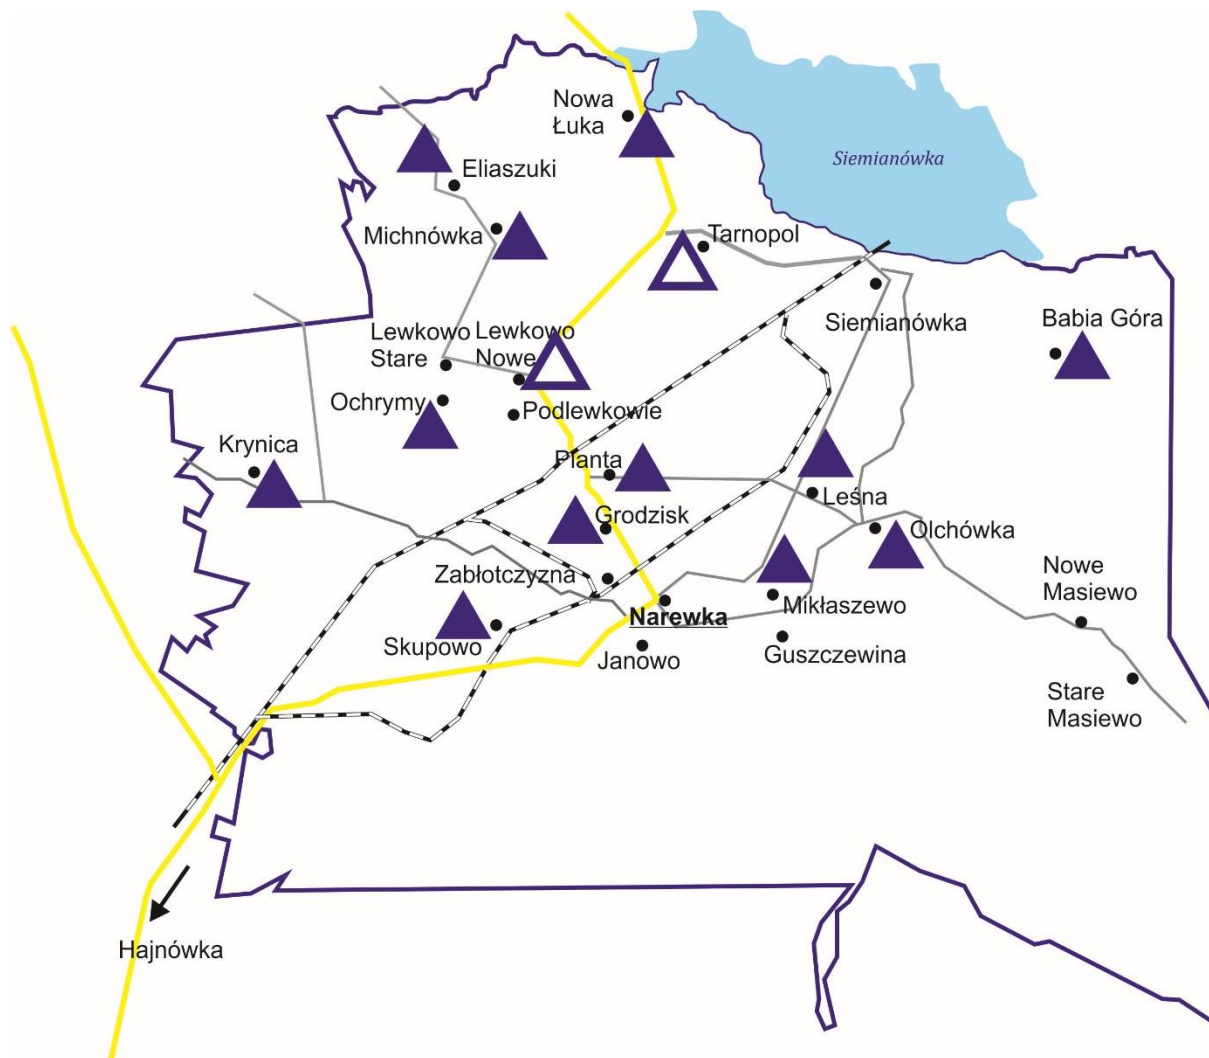 Nowa
Łuka
Siemianówka
Eliaszuki
Michnówka
Tarnopol
Siemianówka
Babia Góra
Lewkowo
Stare
Lewkowo
Nowe
Ochrymy
Podlewkowie
Krynica
Planta
Leśna
Grodzisk
Olchówka
Zabłotczyzna
Nowe
Masiewo
Mikłaszewo
Narewka
Skupowo
Janowo
Guszczewina
Stare
Masiewo
Hajnówka